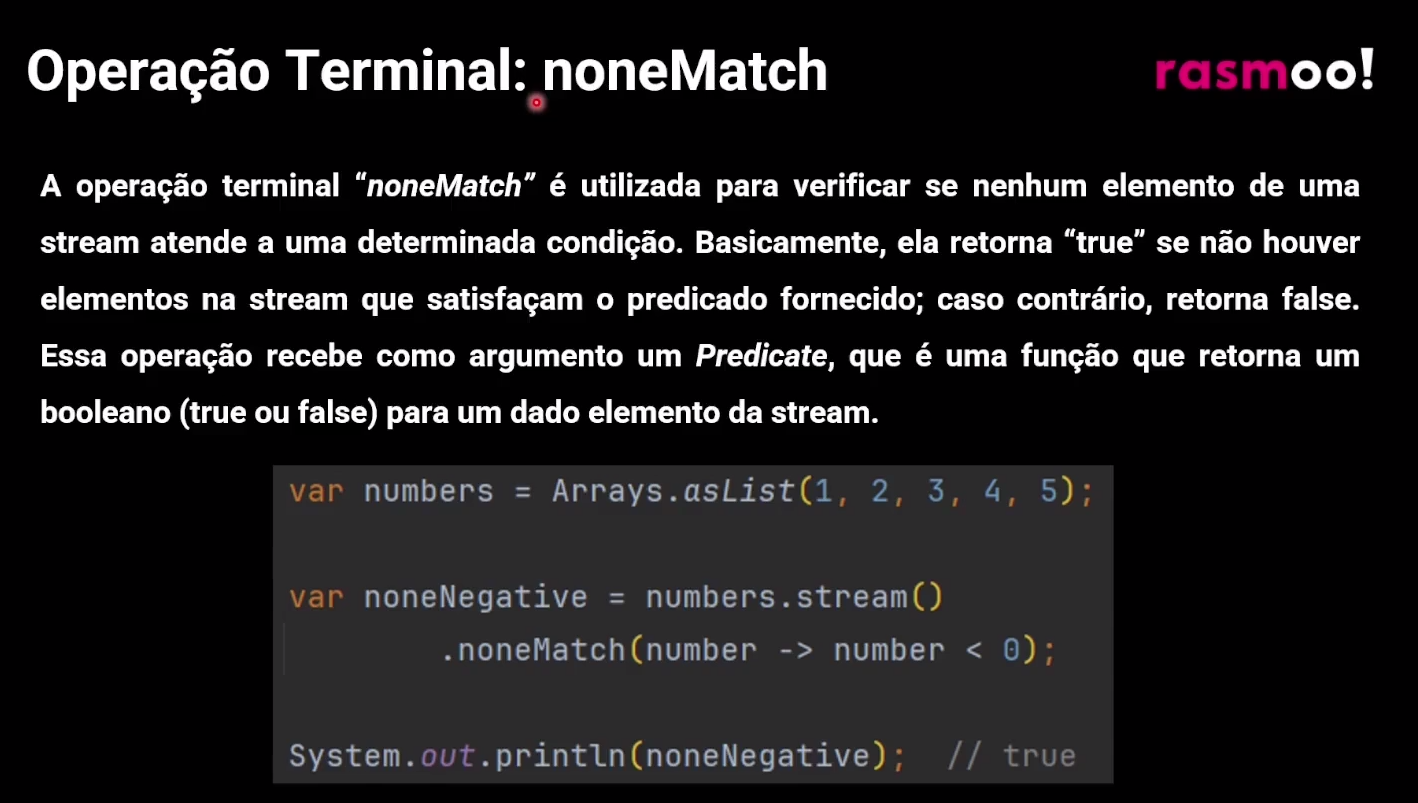 Operação Terminal: noneMatch
rasmoo!
A operação terminal “noneMatch” é utilizada para verificar se nenhum elemento de uma
stream atende a uma determinada condição. Basicamente, ela retorna “true” se não houver
elementos na stream que satisfaçam o predicado fornecido; caso contrário, retorna false.
Essa operação recebe como argumento um Predicate, que é uma função que retorna um
booleano (true ou false) para um dado elemento da stream.
var numbers = Arrays.asList(1, 2, 3, 4, 5);
var noneNegative = numbers.stream()
.noneMatch(number -> number < 0);
System.out.println(noneNegative); // true